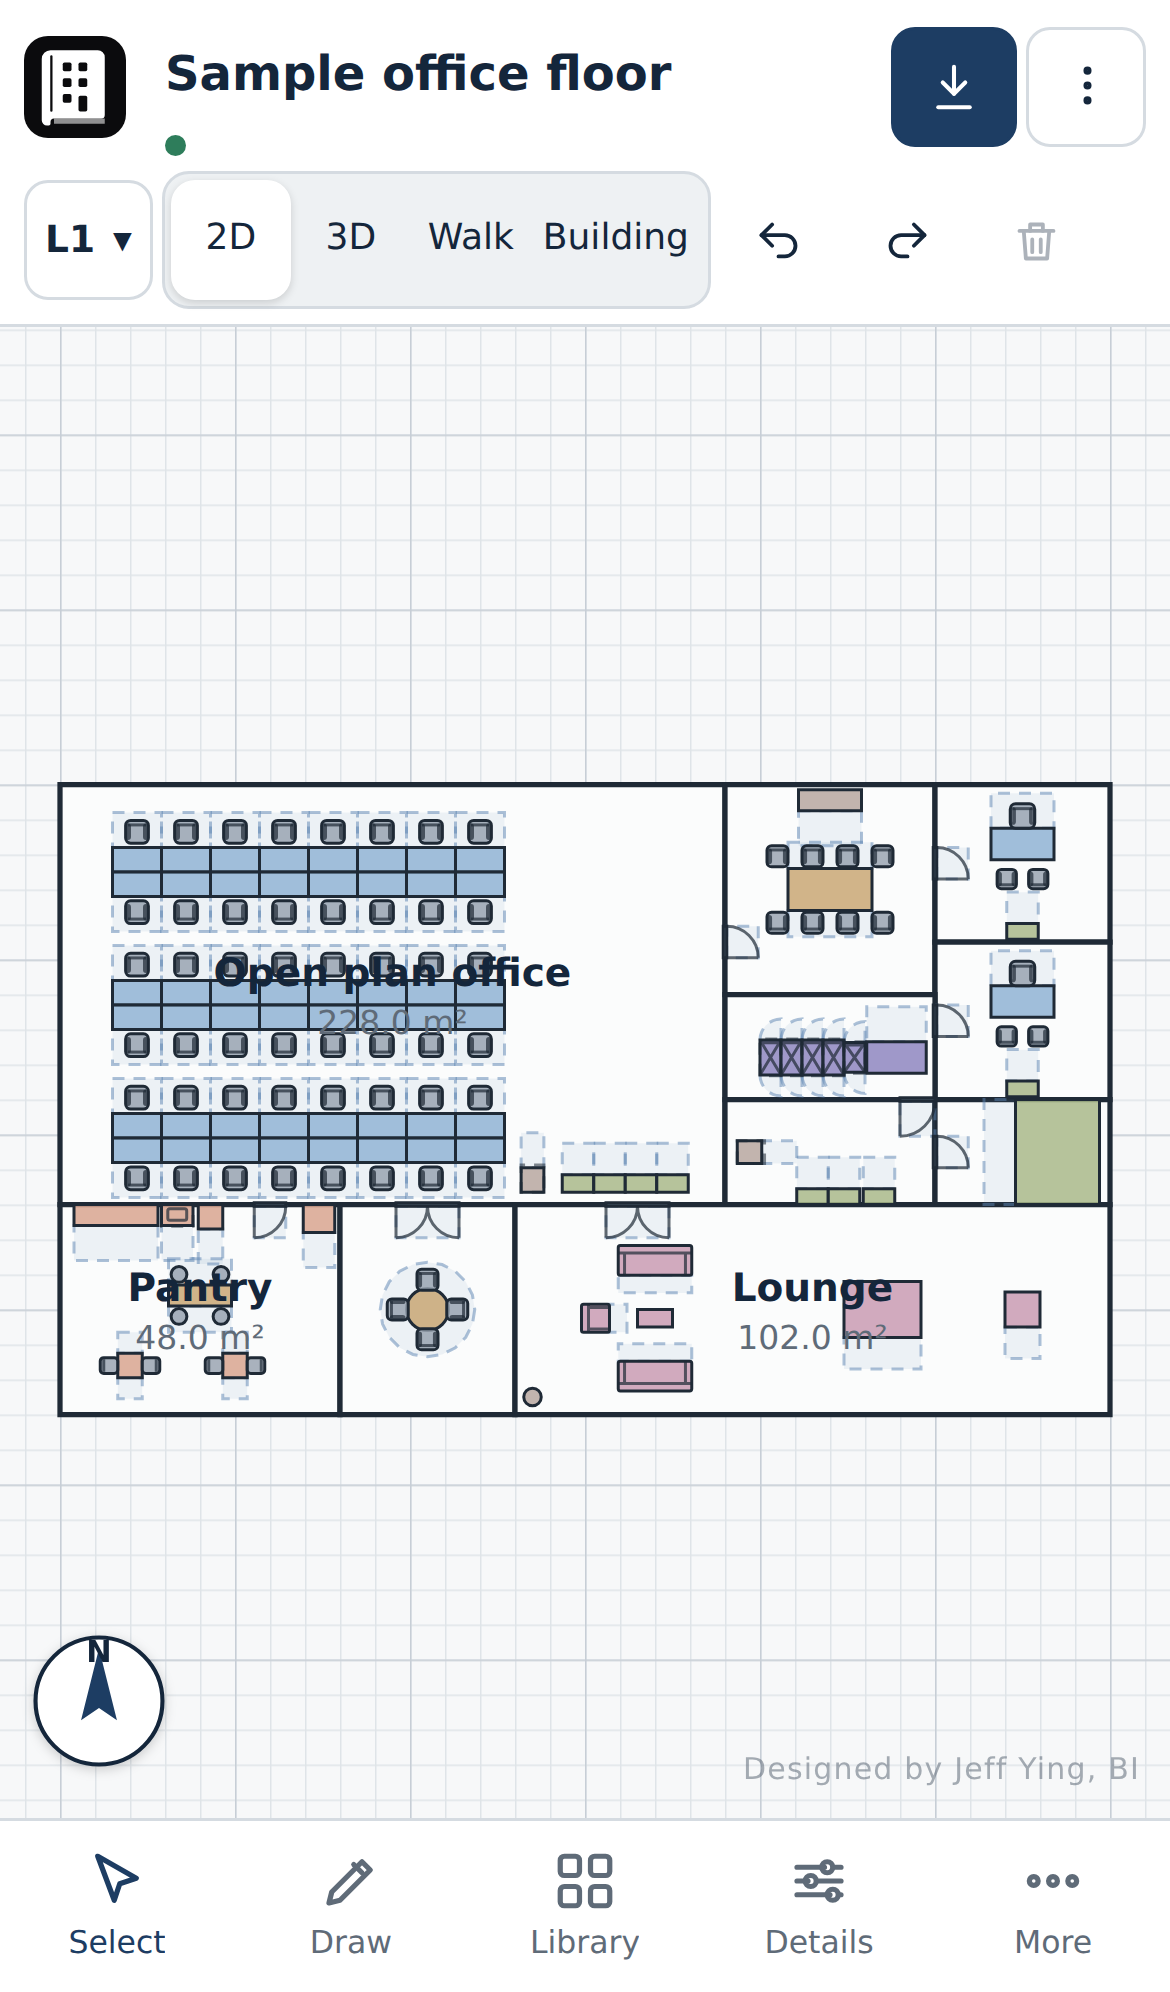 Sample office floor
L1 ▼
2D 3D Walk Building
Open plan office
228.0 m²
Pantry
48.0 m²
Lounge
102.0 m²
N
Designed by Jeff Ying, BI
Select Draw Library Details More